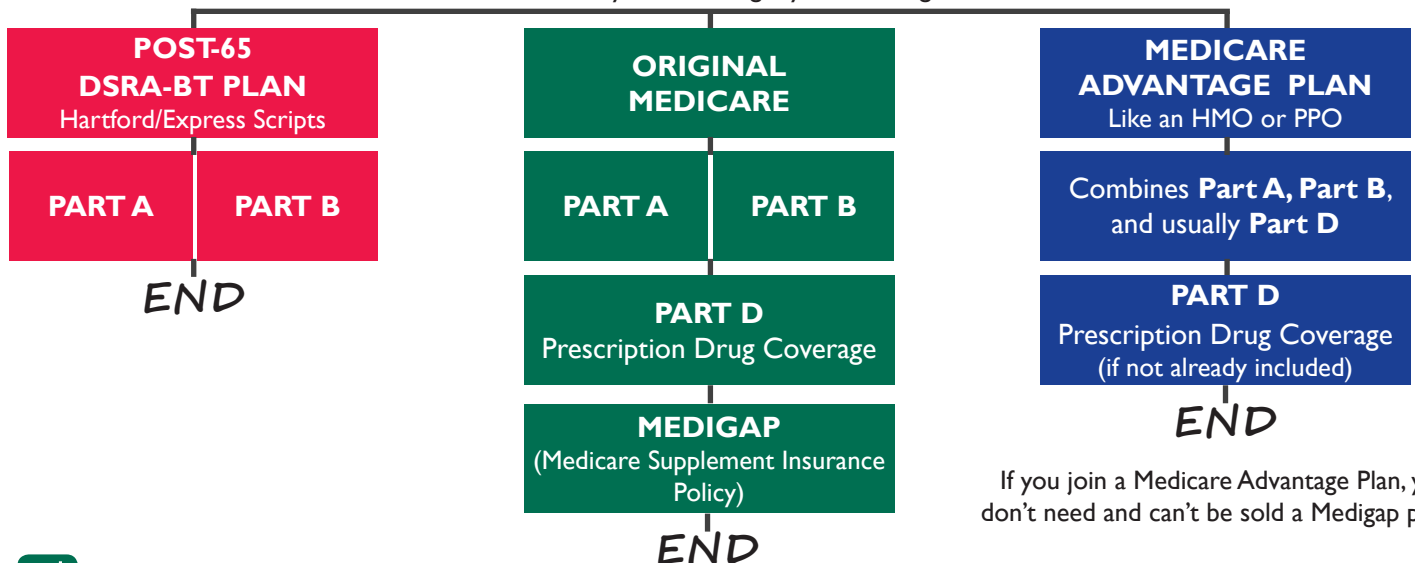 POST-65
DSRA-BT PLAN
Hartford/Express Scripts
PART A
PART B
END
ORIGINAL
MEDICARE
PART A
PART B
PART D
Prescription Drug Coverage
MEDIGAP
(Medicare Supplement Insurance
Policy)
END
MEDICARE
ADVANTAGE PLAN
Like an HMO or PPO
Combines Part A, Part B,
and usually Part D
PART D
Prescription Drug Coverage
(if not already included)
END
If you join a Medicare Advantage Plan,
don't need and can't be sold a Medigap